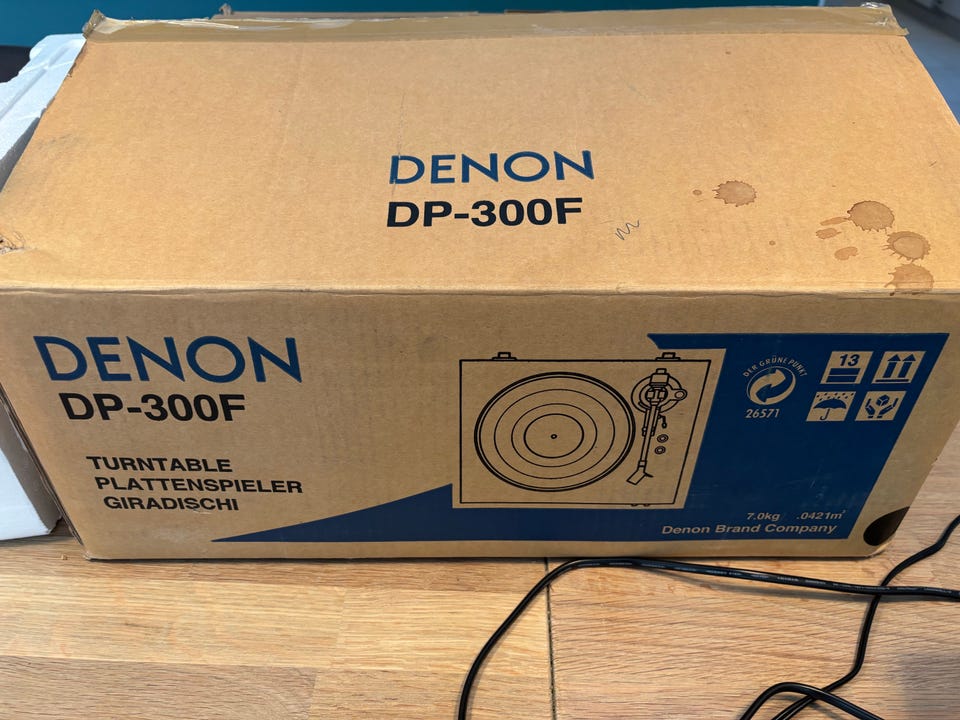 DENON
DP-300F
DENON
DP-300F
TURNTABLE
PLATTENSPIELER
GIRADISCHI
DER GRÜNE PUNKT
26571
13
7.0kg .0421m³
Denon Brand Company